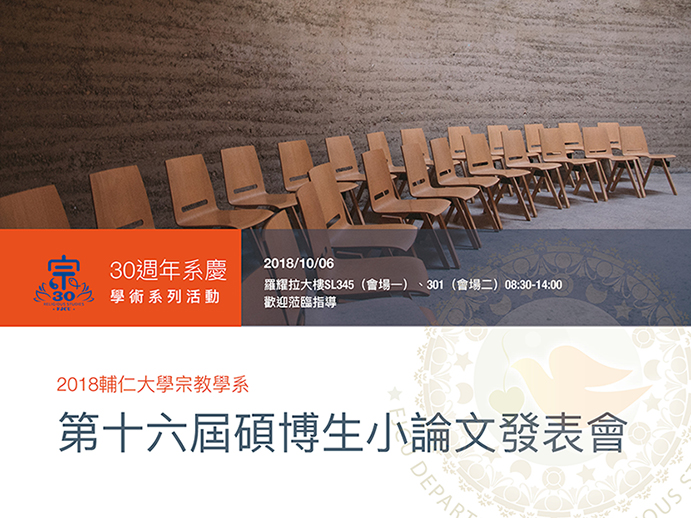 宗
30
30週年系慶
學術系列活動
2018/10/06
羅耀拉大樓SL345（會場一）、301（會場二）08:30-14:00
歡迎蒞臨指導
2018輔仁大學宗教學系
第十六屆碩博生小論文發表會